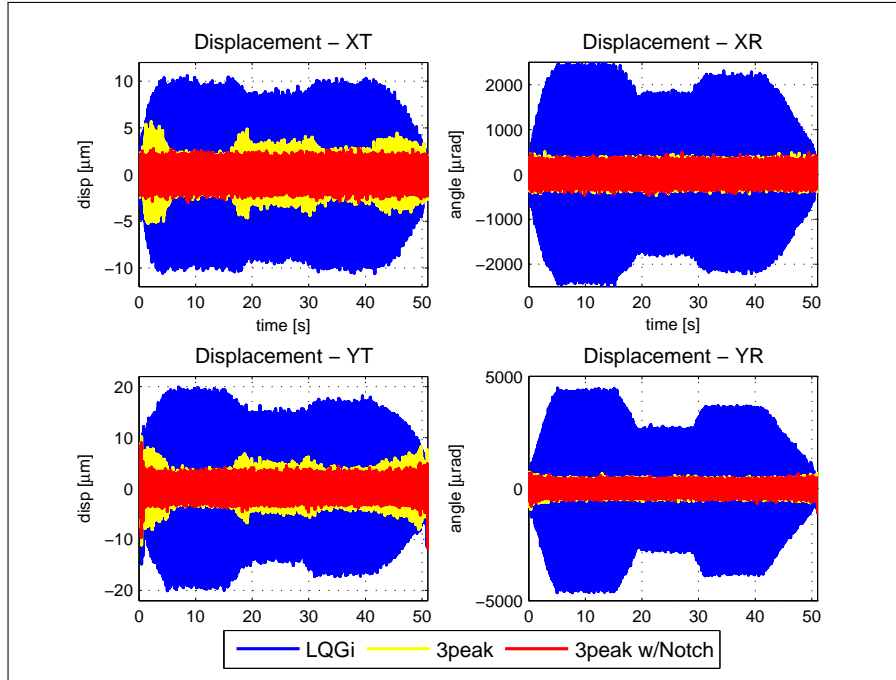 Displacement – XT
10
5
0
−5
−10
disp [µm]
0 10 20 30 40 50
time [s]
Displacement – XR
2000
1000
0
−1000
−2000
angle [µrad]
0 10 20 30 40 50
time [s]
Displacement – YT
20
10
0
−10
−20
disp [µm]
0 10 20 30 40 50
Displacement – YR
5000
0
−5000
angle [µrad]
0 10 20 30 40 50
LQGi 3peak 3peak w/Notch